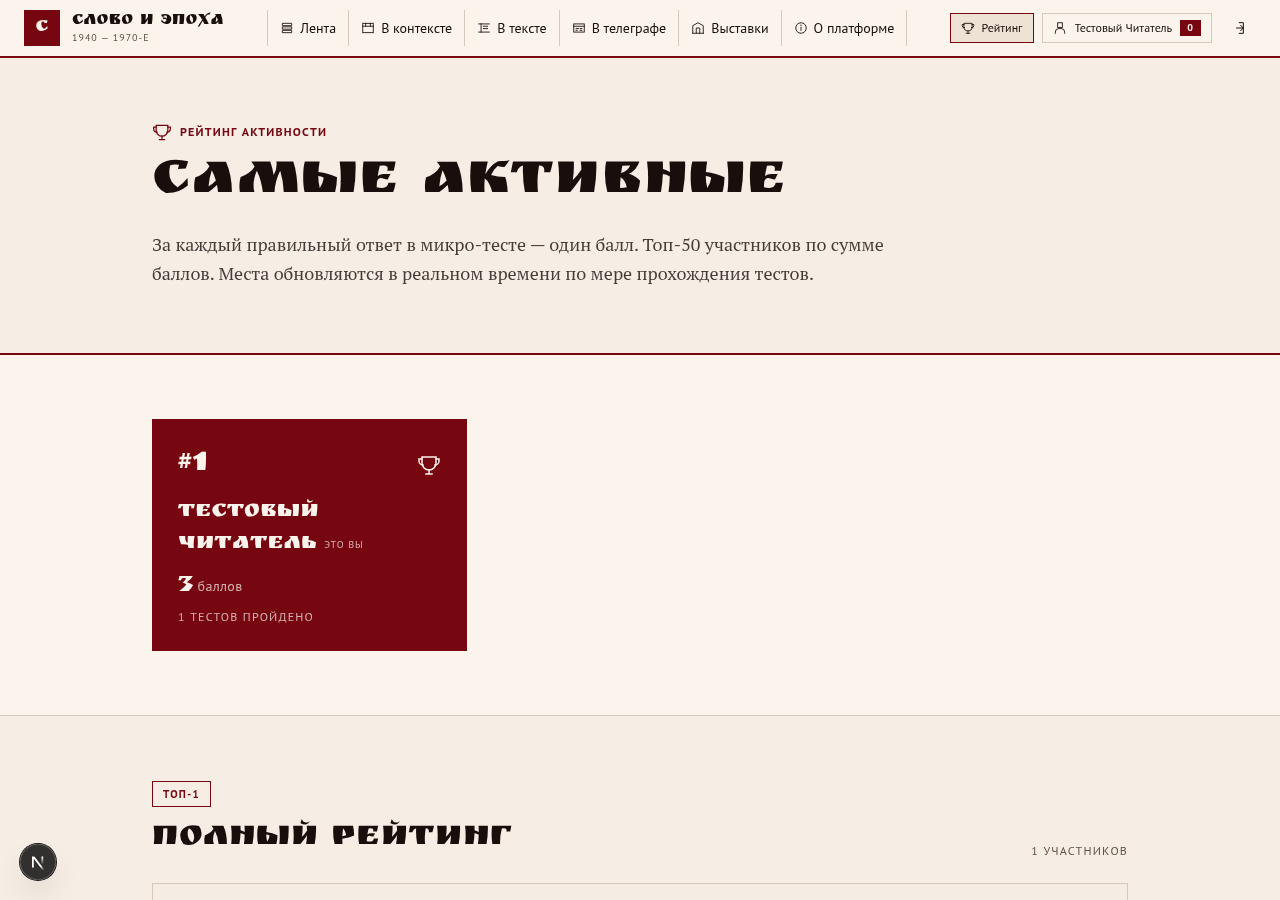 С
СЛОВО И ЭПОХА
1940 — 1970-Е
Лента
В контексте
В тексте
В телеграфе
Выставки
О платформе
Рейтинг
Тестовый Читатель
0
РЕЙТИНГ АКТИВНОСТИ
САМЫЕ АКТИВНЫЕ
За каждый правильный ответ в микро-тесте — один балл. Топ-50 участников по сумме
баллов. Места обновляются в реальном времени по мере прохождения тестов.
#1
ТЕСТОВЫЙ
ЧИТАТЕЛЬ ЭТО ВЫ
3 баллов
1 ТЕСТОВ ПРОЙДЕНО
ТОП-1
ПОЛНЫЙ РЕЙТИНГ
1 УЧАСТНИКОВ
N